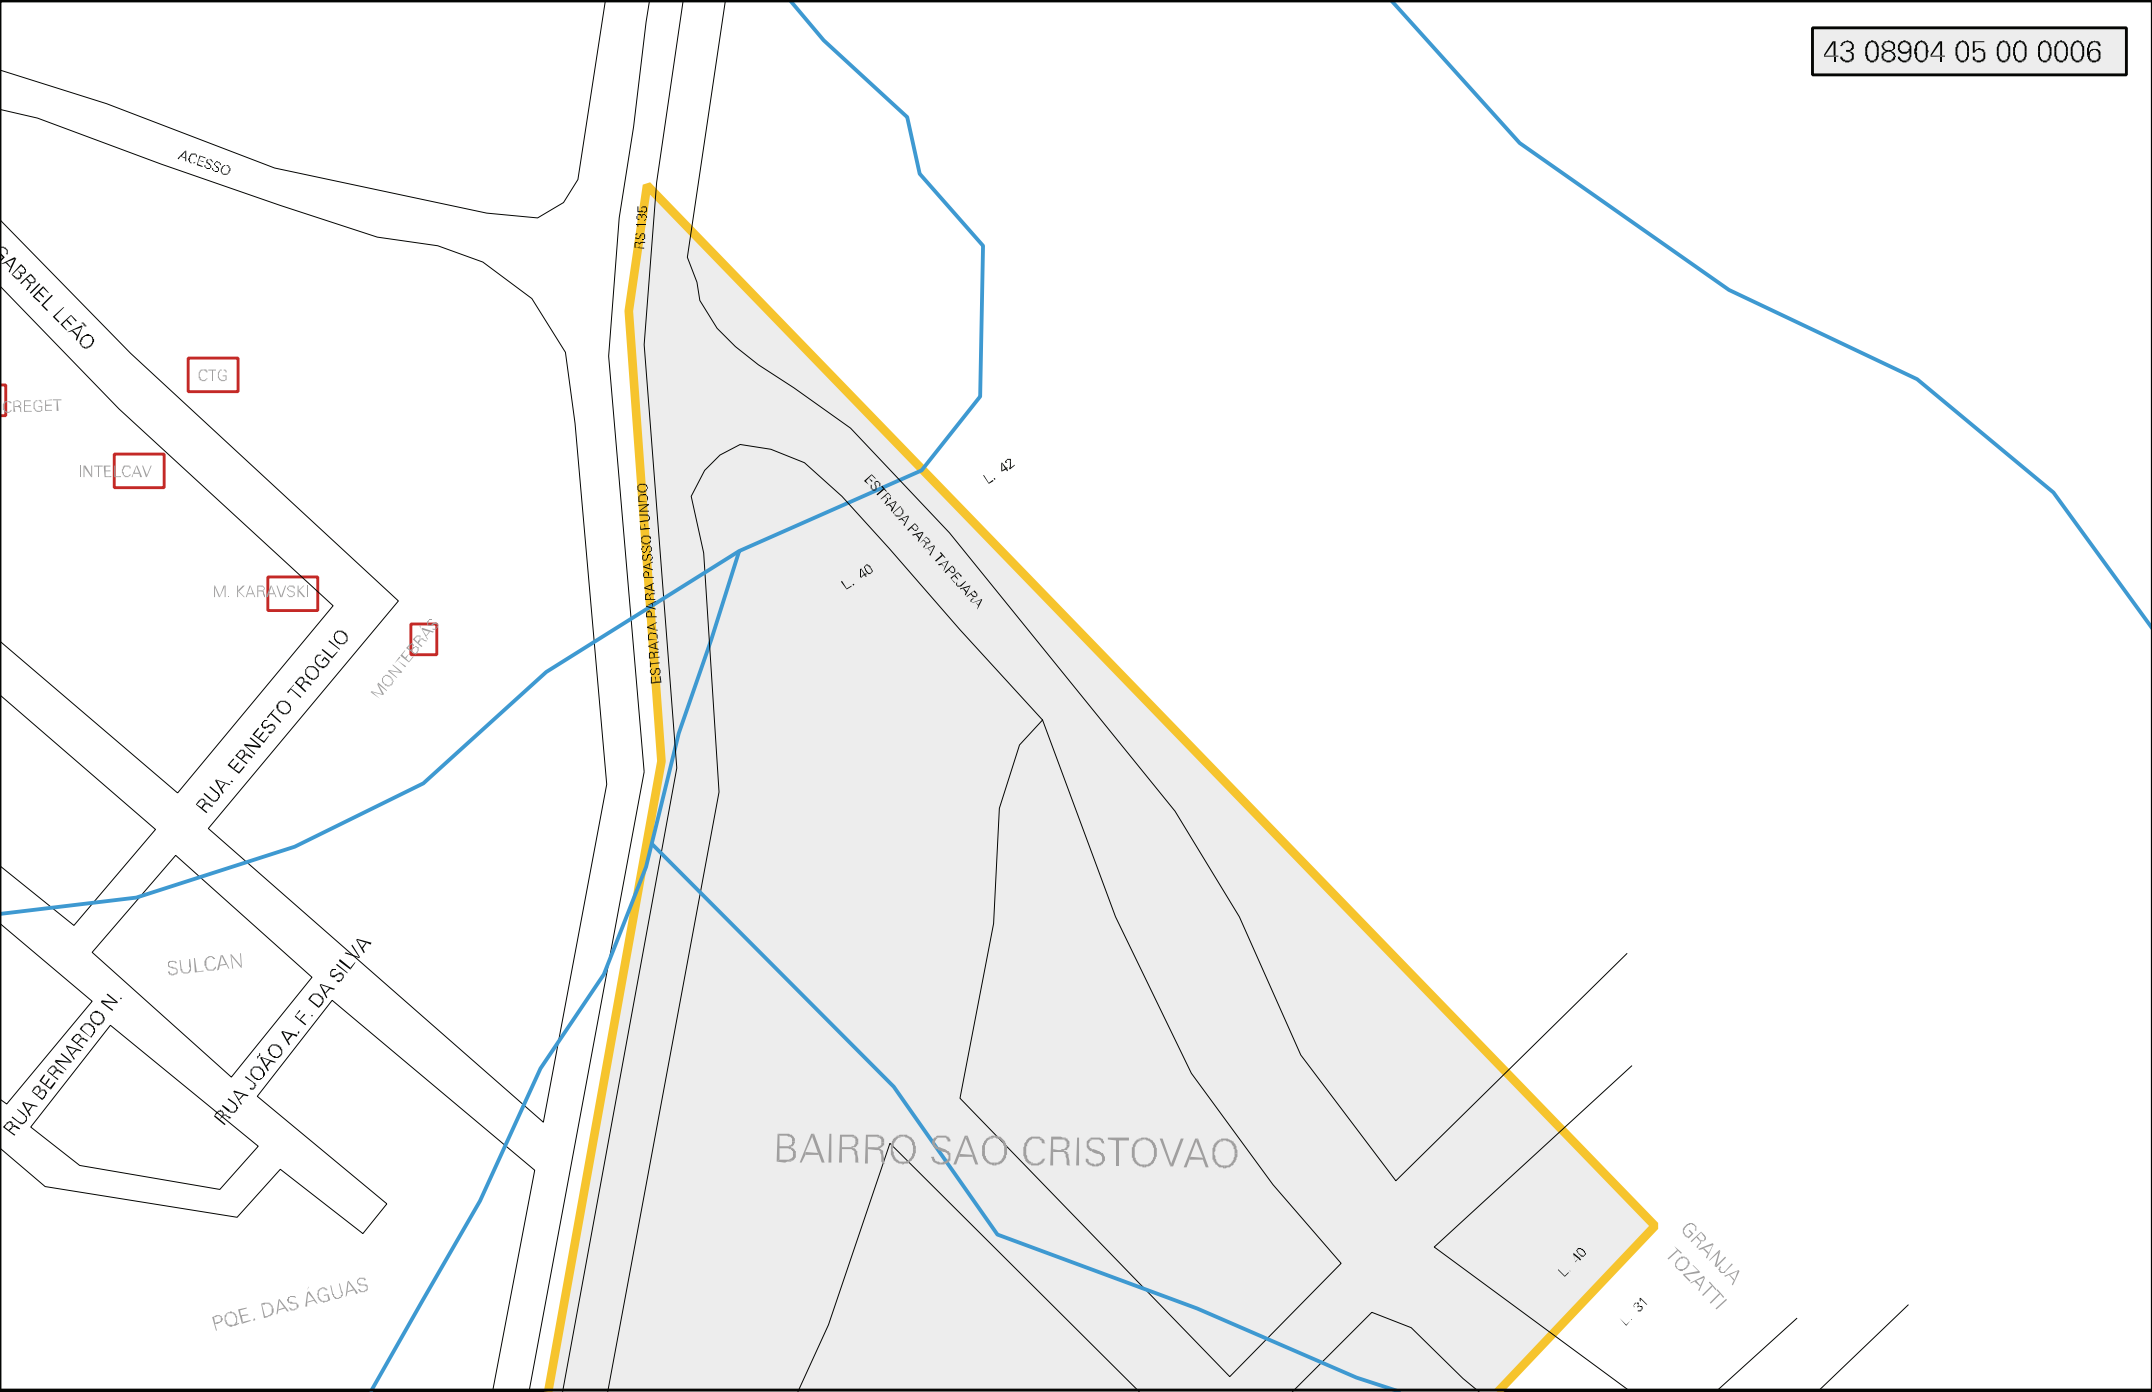 43 08904 05 00 0006
ACESSO
RS 135
GABRIEL LEÃO
CTG
CREGET
INTELCAV
M. KARAVSKI
MONTEBRAS
RUA. ERNESTO TROGLIO
ESTRADA PARA PASSO FUNDO
ESTRADA PARA TAPEJARA
L. 42
L. 40
SULCAN
RUA BERNARDO N.
RUA JOÃO A. F. DA SILVA
BAIRRO SAO CRISTOVAO
PQE. DAS AGUAS
L. 40
L. 31
GRANJA
TOZATTI